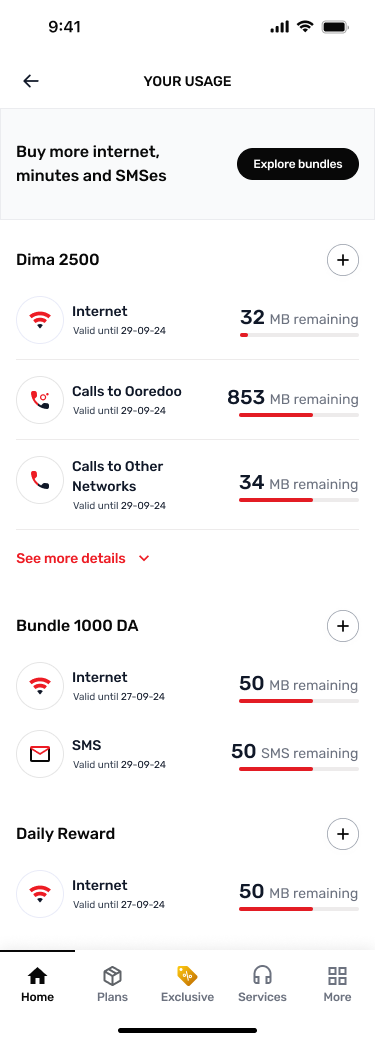 9:41
YOUR USAGE
Buy more internet,
minutes and SMSes
Explore bundles
Dima 2500
Internet
Valid until 29-09-24
32 MB remaining
Calls to Ooredoo
Valid until 29-09-24
853 MB remaining
Calls to Other
Networks
Valid until 29-09-24
34 MB remaining
See more details
Bundle 1000 DA
Internet
Valid until 27-09-24
50 MB remaining
SMS
Valid until 29-09-24
50 SMS remaining
Daily Reward
Internet
Valid until 27-09-24
50 MB remaining
Home
Plans
Exclusive
Services
More